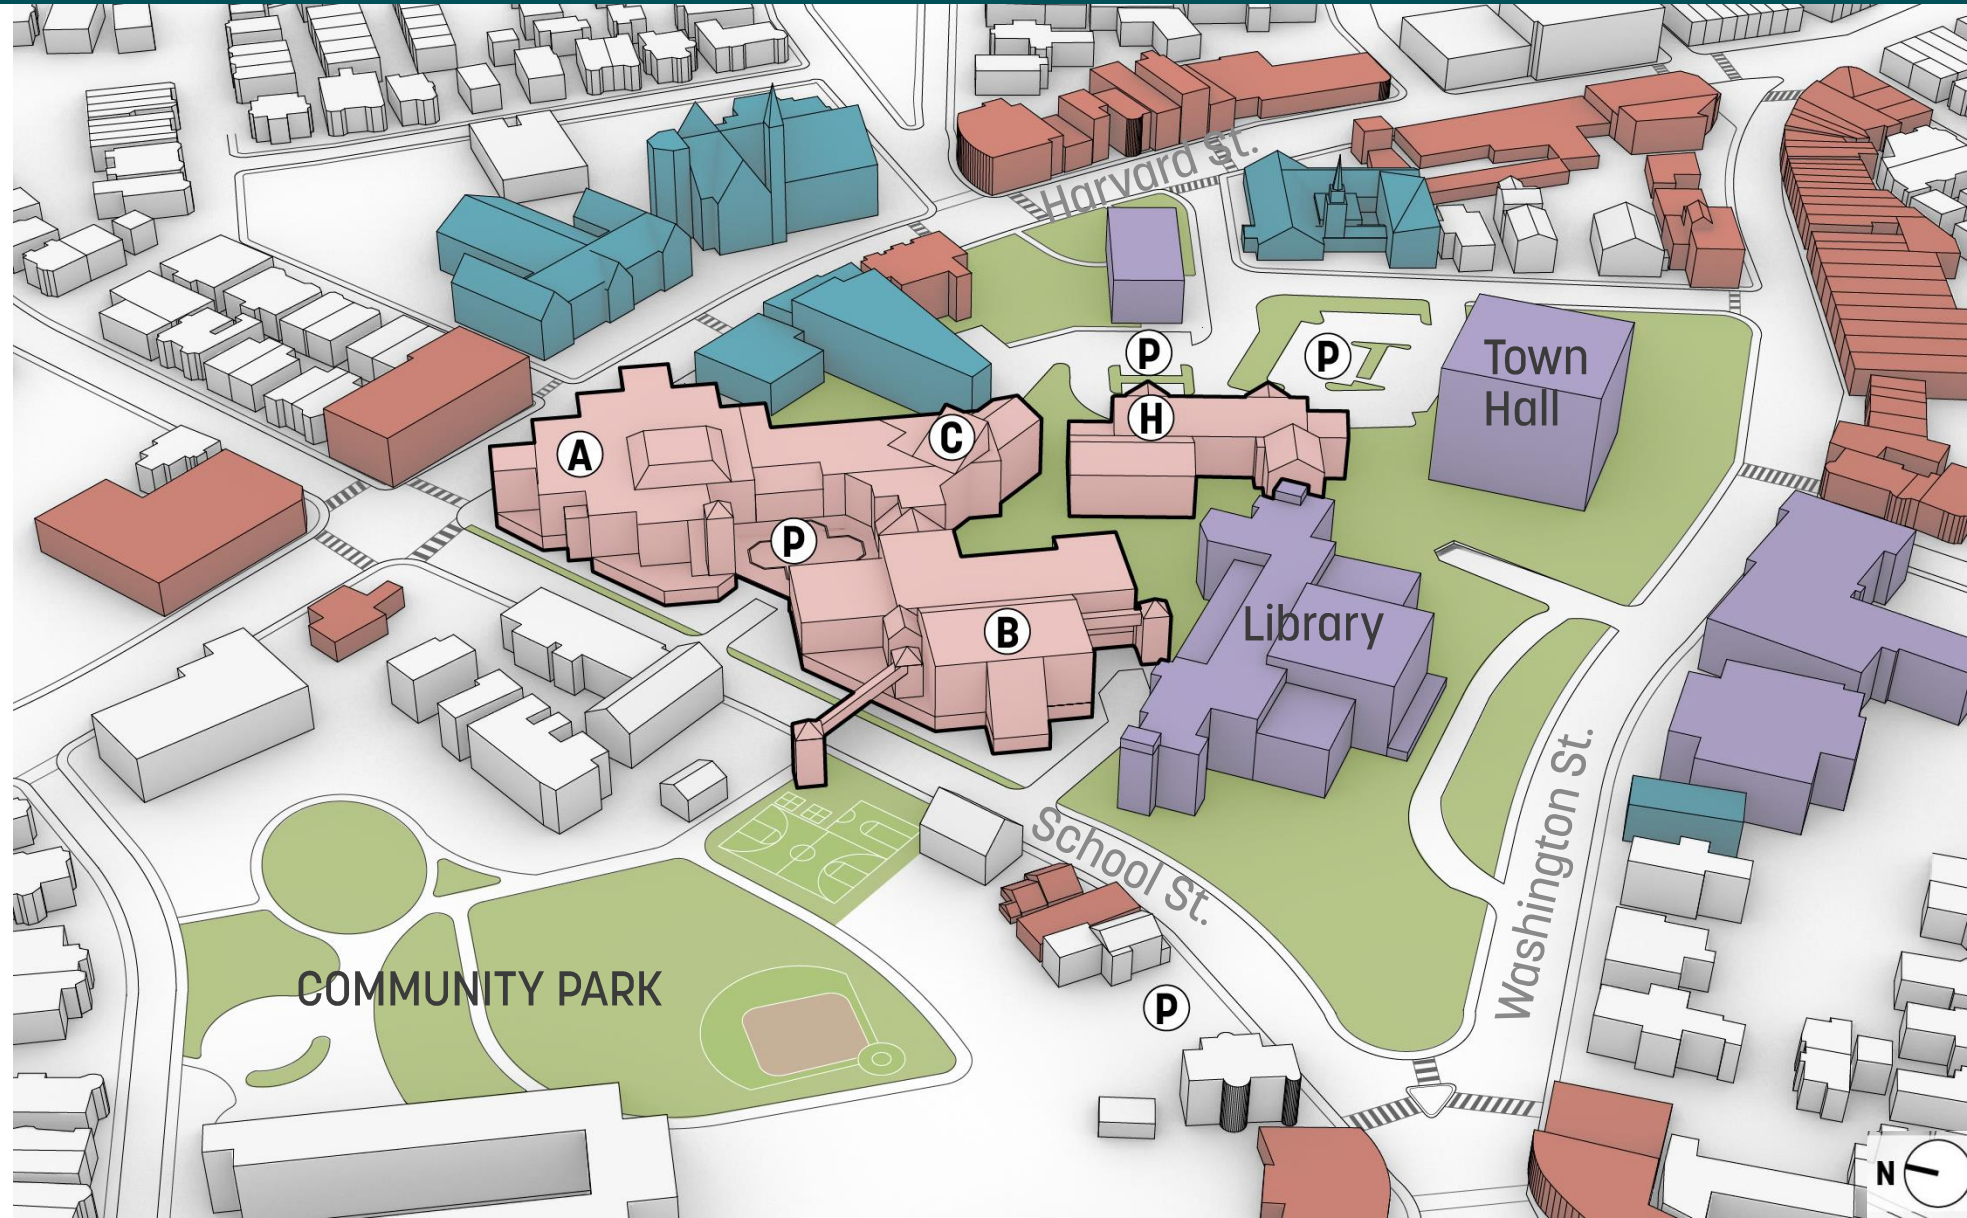 Harvard St.
P
P
Town
Hall
H
C
A
P
B
Library
School St.
Washington St.
COMMUNITY PARK
P
N